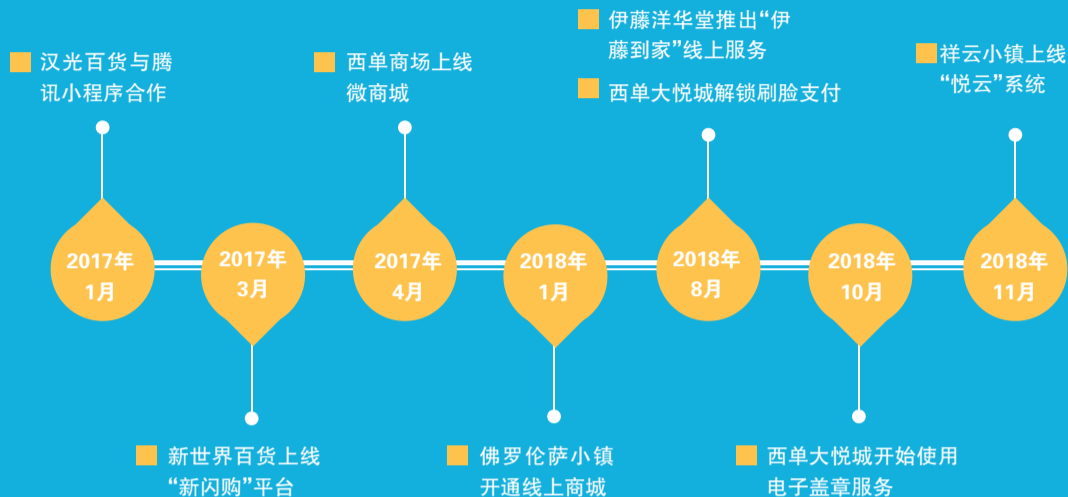 汉光百货与腾
讯小程序合作
西单商场上线
微商城
伊藤洋华堂推出“伊
藤到家”线上服务
西单大悦城解锁刷脸支付
祥云小镇上线
“悦云”系统
2017年
1月
2017年
3月
2017年
4月
2018年
1月
2018年
8月
2018年
10月
2018年
11月
新世界百货上线
“新闪购”平台
佛罗伦萨小镇
开通线上商城
西单大悦城开始使用
电子盖章服务